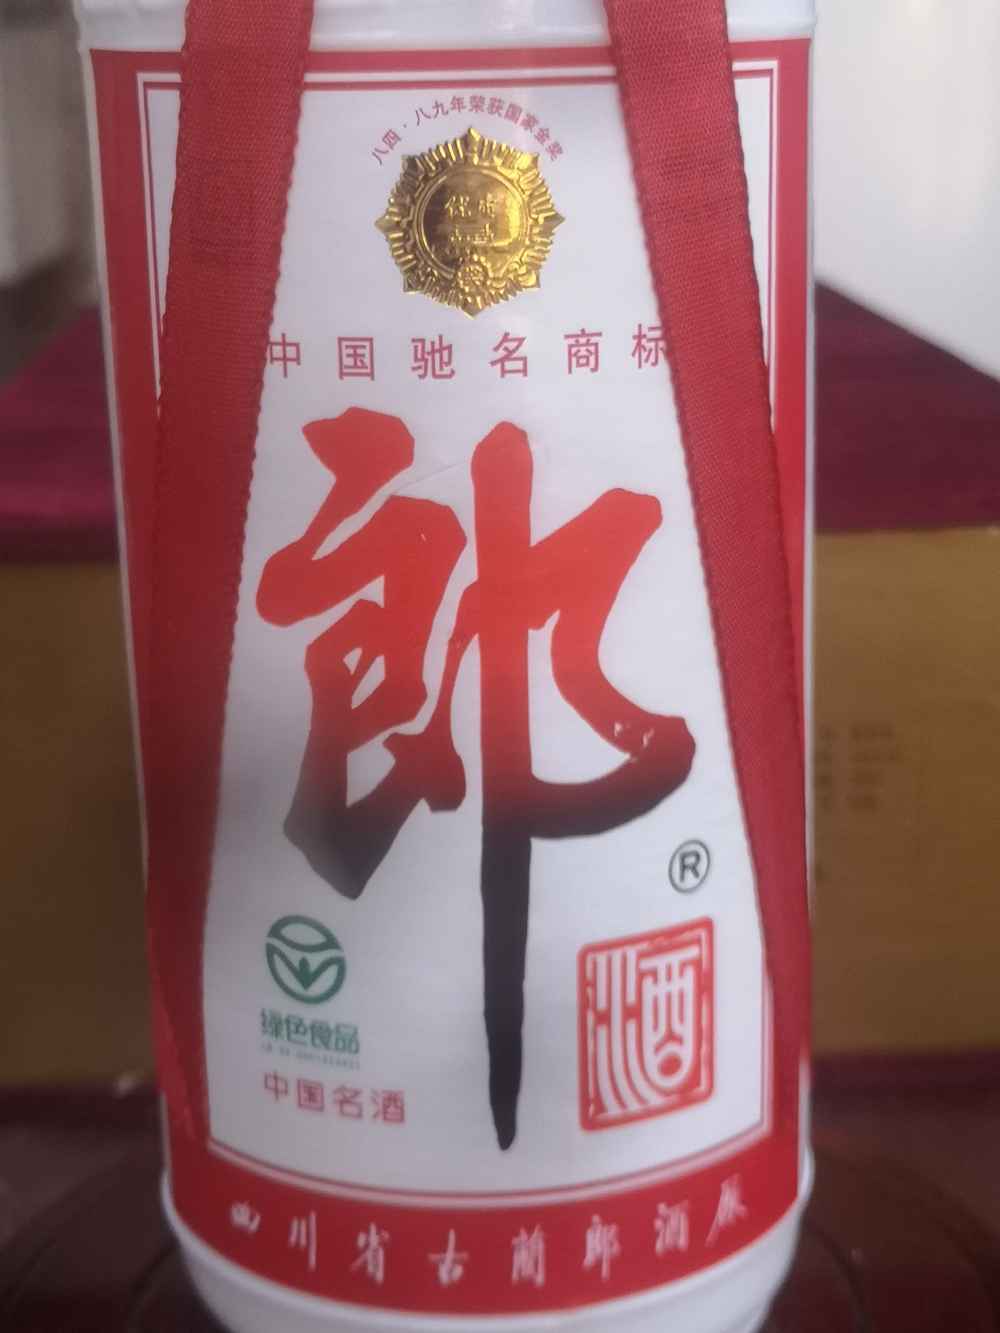 八四·八九年荣获国家金奖
中国驰名商标
郎
®
酒
绿色食品
中国名酒
四川省古蔺郎酒厂